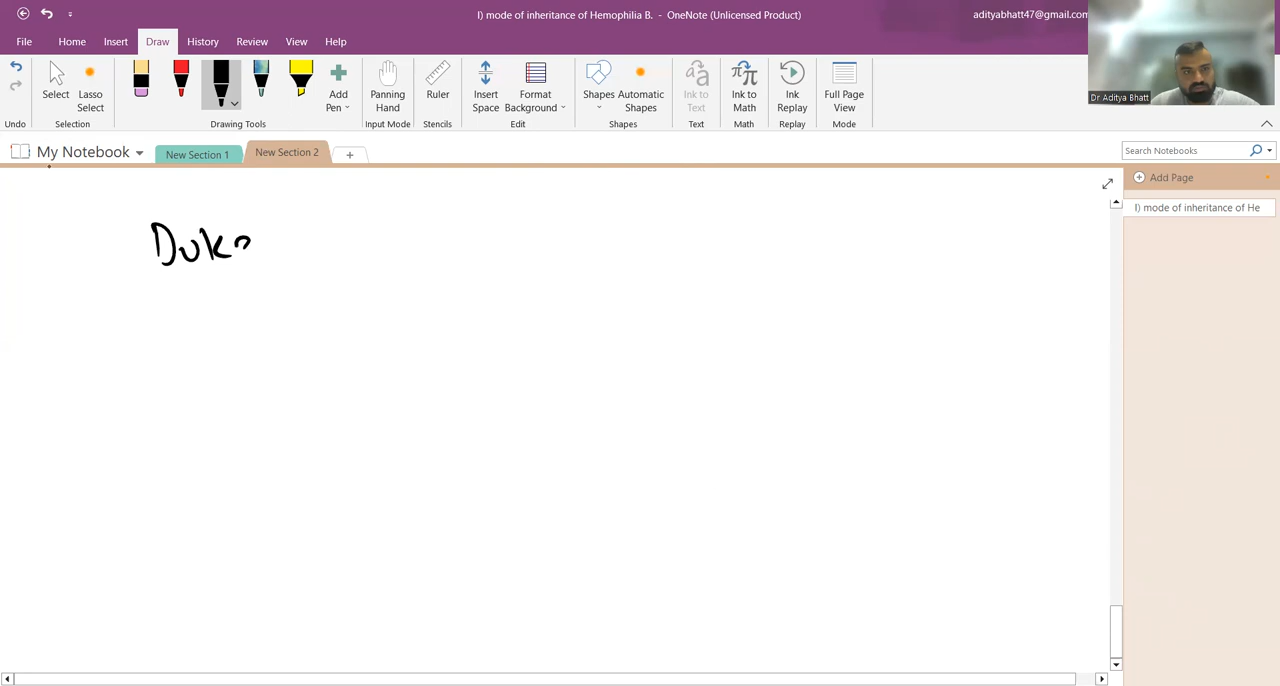 I) mode of inheritance of Hemophilia B. - OneNote (Unlicensed Product)
adityabhatt47@gmail.com
File Home Insert Draw History Review View Help
Dr Aditya Bhatt
Select Lasso Select Add Pen Panning Hand Ruler Insert Space Format Background Shapes Automatic Shapes Ink to Text Ink to Math Ink Replay Full Page View
Undo Selection Drawing Tools Input Mode Stencils Edit Shapes Text Math Replay Mode
My Notebook New Section 1 New Section 2
Search Notebooks
Add Page
I) mode of inheritance of He
Duke